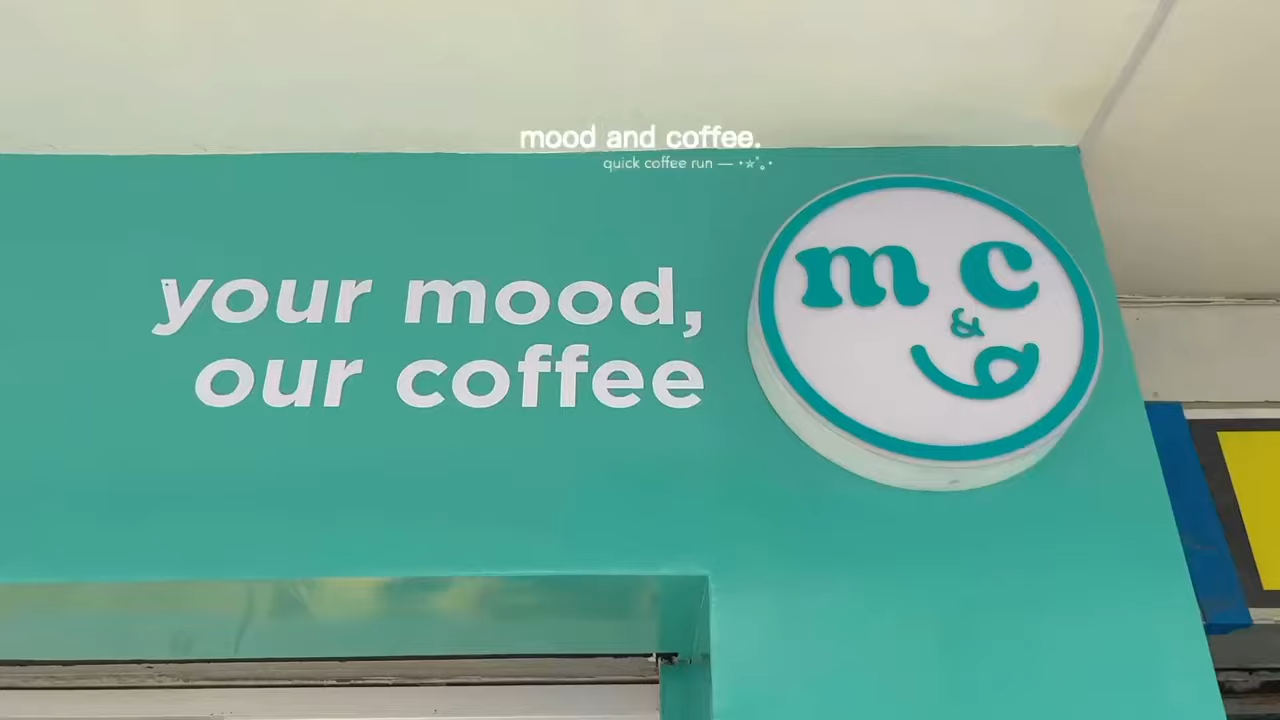 mood and coffee.
quick coffee run — ･☆˚｡･
your mood,
our coffee
m c
&